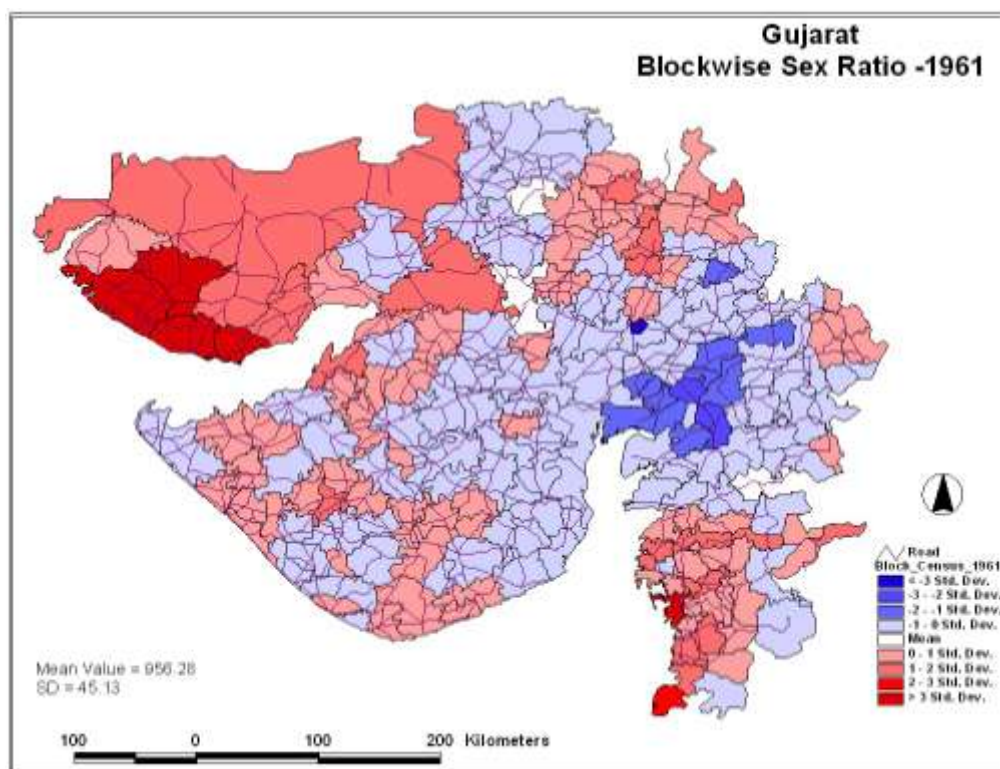 Gujarat
Blockwise Sex Ratio -1961
Road
Block_Census_1961
< -3 Std. Dev.
-3 - -2 Std. Dev.
-2 - -1 Std. Dev.
-1 - 0 Std. Dev.
Mean
0 - 1 Std. Dev.
1 - 2 Std. Dev.
2 - 3 Std. Dev.
> 3 Std. Dev.
Mean Value = 956.28
SD = 45.13
100 0 100 200 Kilometers